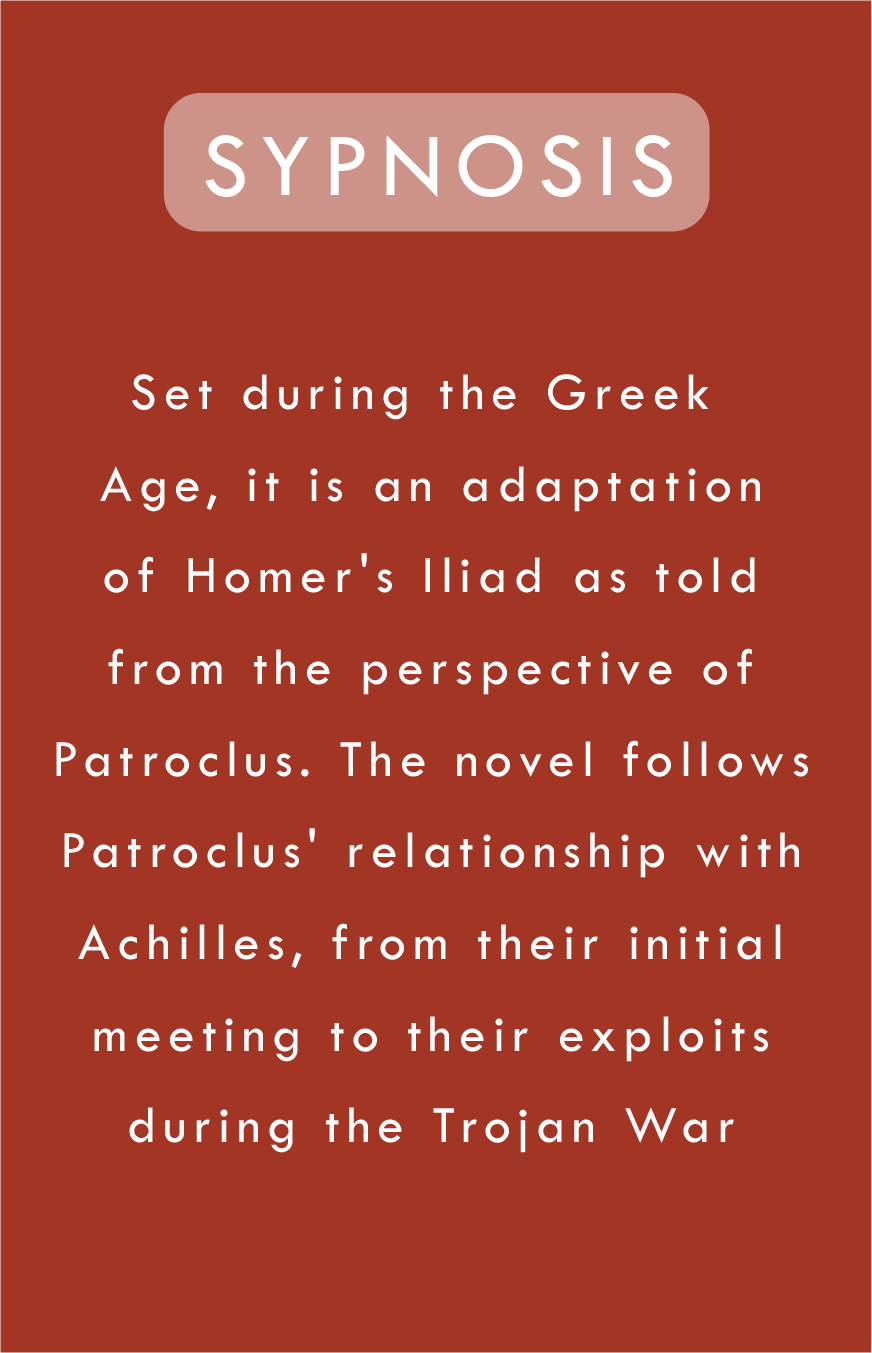 SYPNOSIS
Set during the Greek
Age, it is an adaptation
of Homer's Iliad as told
from the perspective of
Patroclus. The novel follows
Patroclus' relationship with
Achilles, from their initial
meeting to their exploits
during the Trojan War